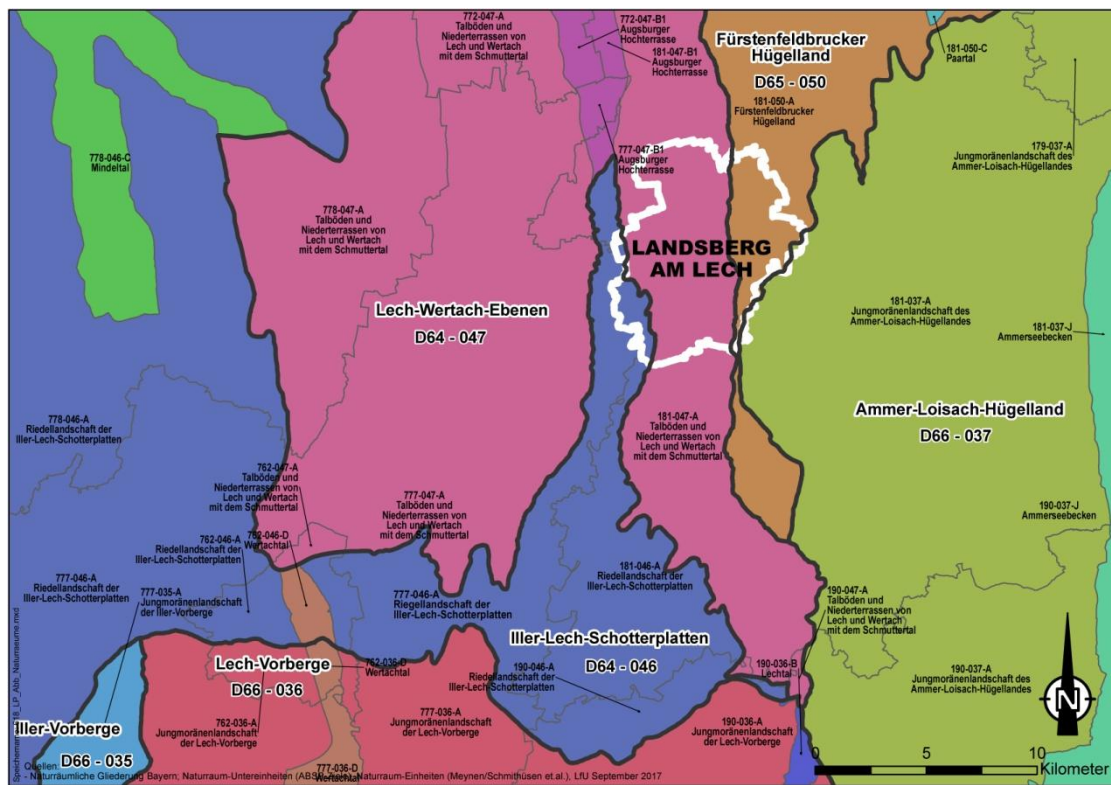 772-047-A
Talböden und
Niederterrassen von
Lech und Wertach
mit dem Schmuttertal
772-047-B1
Augsburger
Hochterrasse
181-047-B1
Augsburger
Hochterrasse
Fürstenfeldbrucker
Hügelland
D65 - 050
181-050-A
Fürstenfeldbrucker
Hügelland
181-050-C
Paartal
179-037-A
Jungmoränenlandschaft des
Ammer-Loisach-Hügellandes
778-046-C
Mindeltal
777-047-B1
Augsburger
Hochterrasse
778-047-A
Talböden und
Niederterrassen von
Lech und Wertach
mit dem Schmuttertal
LANDSBERG
AM LECH
Lech-Wertach-Ebenen
D64 - 047
181-037-A
Jungmoränenlandschaft des
Ammer-Loisach-Hügellandes
181-037-J
Ammerseebecken
778-046-A
Riedellandschaft der
Iller-Lech-Schotterplatten
181-047-A
Talböden und
Niederterrassen von
Lech und Wertach
mit dem Schmuttertal
Ammer-Loisach-Hügelland
D66 - 037
762-047-A
Talböden und
Niederterrassen von
Lech und Wertach
mit dem Schmuttertal
777-047-A
Talböden und
Niederterrassen von
Lech und Wertach
mit dem Schmuttertal
190-037-J
Ammerseebecken
762-046-D
Wertachtal
762-046-A
Riedellandschaft der
Iller-Lech-Schotterplatten
777-046-A
Riedellandschaft der
Iller-Lech-Schotterplatten
777-035-A
Jungmoränenlandschaft
der Iller-Vorberge
777-046-A
Riegellandschaft der
Iller-Lech-Schotterplatten
181-046-A
Riedellandschaft der
Iller-Lech-Schotterplatten
190-047-A
Talböden und
Niederterrassen von
Lech und Wertach
mit dem Schmuttertal
Iller-Lech-Schotterplatten
D64 - 046
Lech-Vorberge
D66 - 036
762-036-D
Wertachtal
190-046-A
Riedellandschaft der
Iller-Lech-Schotterplatten
190-036-B
Lechtal
190-037-A
Jungmoränenlandschaft des
Ammer-Loisach-Hügellandes
Iller-Vorberge
D66 - 035
762-036-A
Jungmoränenlandschaft
der Lech-Vorberge
777-036-A
Jungmoränenlandschaft
der Lech-Vorberge
190-036-A
Jungmoränenlandschaft
der Lech-Vorberge
777-036-D
Wertachtal
N
0 5 10
Kilometer
Quellen:
- Naturräumliche Gliederung Bayern; Naturraum-Untereinheiten (ABSP-Ziele), Naturraum-Einheiten (Meynen/Schmithüsen et.al.), LfU September 2017